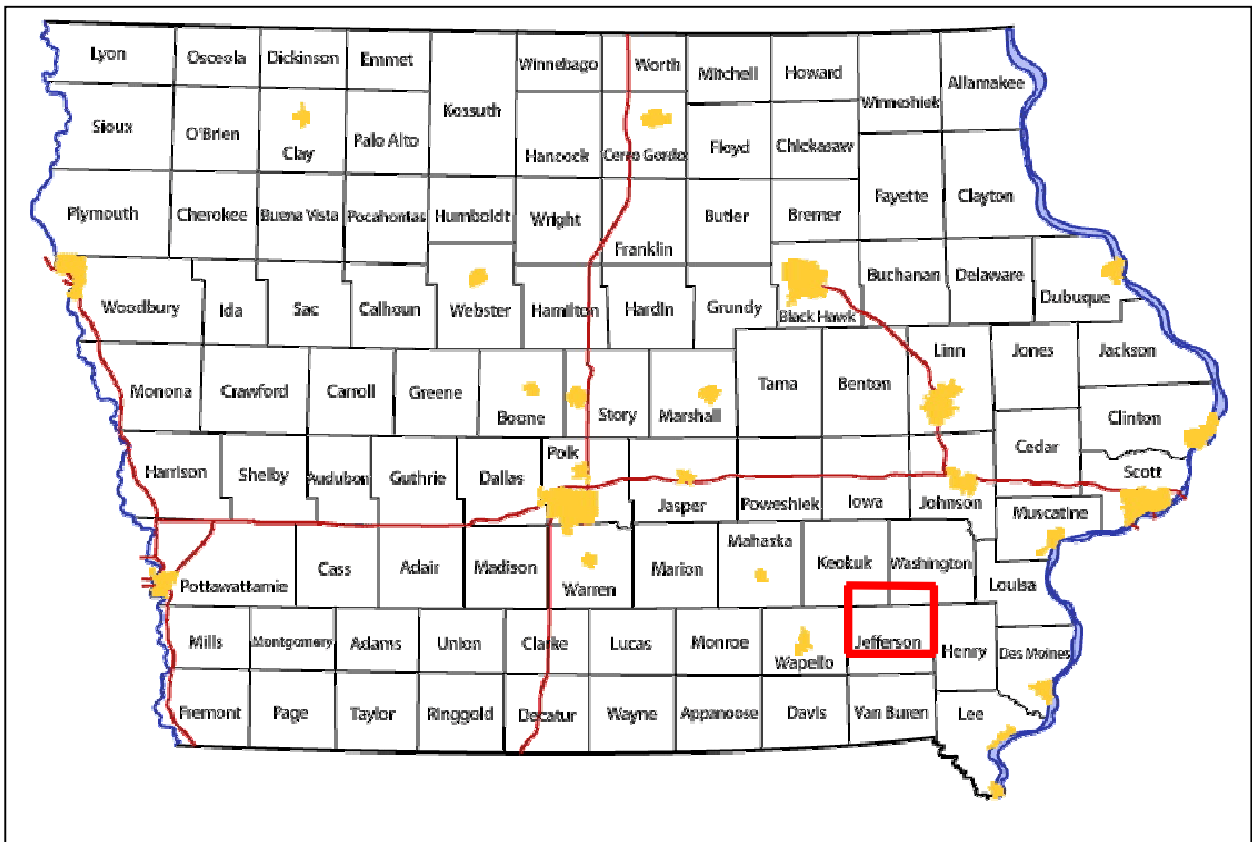 Lyon Osceola Dickinson Emmet Winnebago Worth Mitchell Howard Winneshiek Allamakee
Sioux O'Brien Clay Palo Alto Kossuth Hancock Cerro Gordo Floyd Chickasaw
Plymouth Cherokee Buena Vista Pocahontas Humboldt Wright Franklin Butler Bremer Fayette Clayton
Woodbury Ida Sac Calhoun Webster Hamilton Hardin Grundy Black Hawk Buchanan Delaware Dubuque
Monona Crawford Carroll Greene Boone Story Marshall Tama Benton Linn Jones Jackson
Harrison Shelby Audubon Guthrie Dallas Polk Jasper Poweshiek Iowa Johnson Cedar Clinton
Scott
Muscatine
Pottawattamie Cass Adair Madison Warren Marion Mahaska Keokuk Washington Louisa
Mills Montgomery Adams Union Clarke Lucas Monroe Wapello Jefferson Henry Des Moines
Fremont Page Taylor Ringgold Decatur Wayne Appanoose Davis Van Buren Lee